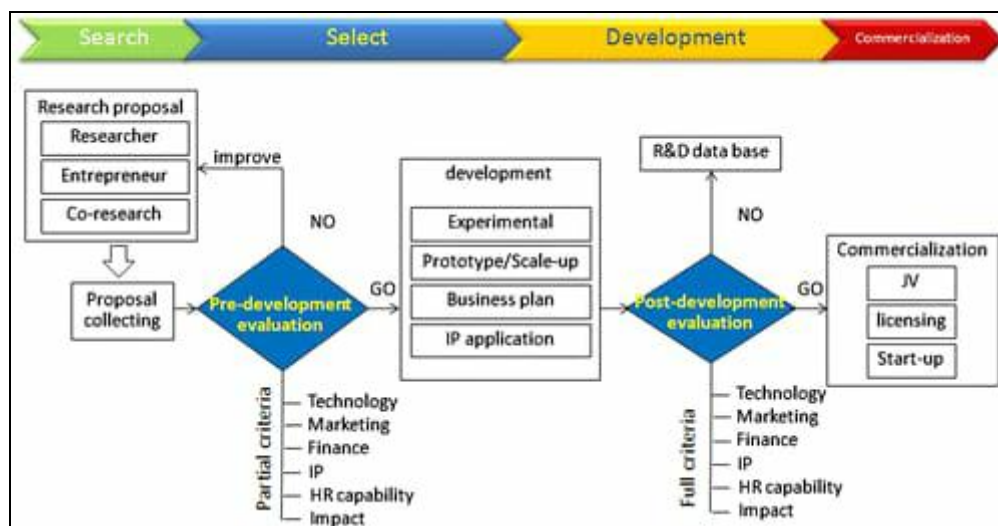 Search
Select
Development
Commercialization
Research proposal
Researcher
Entrepreneur
Co-research
improve
NO
Proposal
collecting
Pre-development
evaluation
GO
development
Experimental
Prototype/Scale-up
Business plan
IP application
R&D data base
NO
Post-development
evaluation
GO
Commercialization
JV
licensing
Start-up
Partial criteria
Technology
Marketing
Finance
IP
HR capability
Impact
Full criteria
Technology
Marketing
Finance
IP
HR capability
Impact